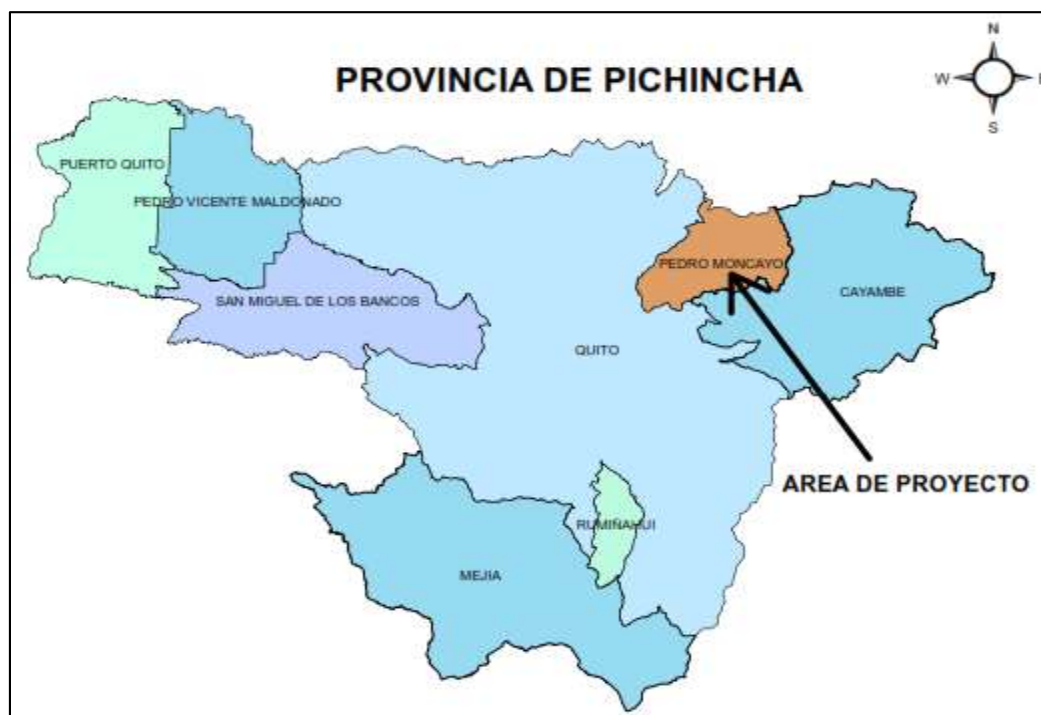 PROVINCIA DE PICHINCHA
N
W
E
S
PUERTO QUITO
PEDRO VICENTE MALDONADO
PEDRO MONCAYO
SAN MIGUEL DE LOS BANCOS
CAYAMBE
QUITO
AREA DE PROYECTO
RUMIÑAHUI
MEJIA